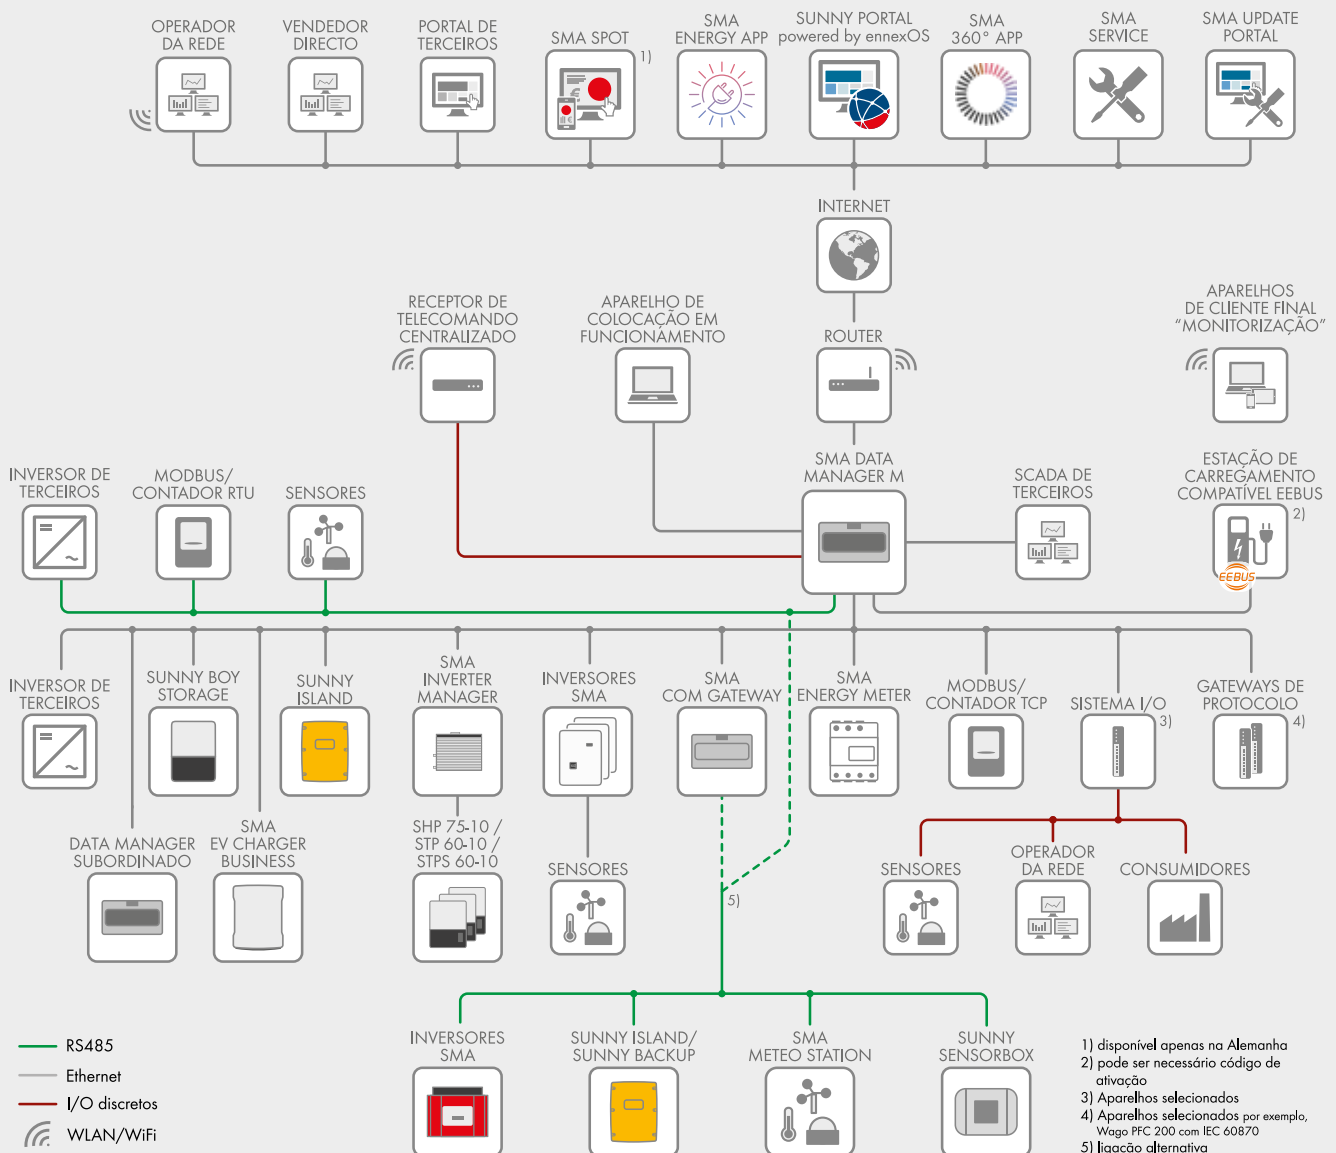 OPERADOR
DA REDE
VENDEDOR
DIRECTO
PORTAL DE
TERCEIROS
SMA SPOT
1)
SMA
ENERGY APP
SUNNY PORTAL
powered by ennexOS
SMA
360° APP
SMA
SERVICE
SMA UPDATE
PORTAL
INTERNET
RECEPTOR DE
TELECOMANDO
CENTRALIZADO
APARELHO DE
COLOCAÇÃO EM
FUNCIONAMENTO
ROUTER
APARELHOS
DE CLIENTE FINAL
“MONITORIZAÇÃO”
INVERSOR DE
TERCEIROS
MODBUS/
CONTADOR RTU
SENSORES
SMA DATA
MANAGER M
SCADA DE
TERCEIROS
ESTAÇÃO DE
CARREGAMENTO
COMPATÍVEL EEBUS
2)
EEBUS
INVERSOR DE
TERCEIROS
SUNNY BOY
STORAGE
SUNNY
ISLAND
SMA
INVERTER
MANAGER
INVERSORES
SMA
SMA
COM GATEWAY
SMA
ENERGY METER
MODBUS/
CONTADOR TCP
SISTEMA I/O
3)
GATEWAYS DE
PROTOCOLO
4)
DATA MANAGER
SUBORDINADO
SMA
EV CHARGER
BUSINESS
SHP 75-10 /
STP 60-10 /
STPS 60-10
SENSORES
5)
SENSORES
OPERADOR
DA REDE
CONSUMIDORES
INVERSORES
SMA
SUNNY ISLAND/
SUNNY BACKUP
SMA
METEO STATION
SUNNY
SENSORBOX
RS485
Ethernet
I/O discretos
WLAN/WiFi
1) disponível apenas na Alemanha
2) pode ser necessário código de
ativação
3) Aparelhos selecionados
4) Aparelhos selecionados por exemplo,
Wago PFC 200 com IEC 60870
5) ligação alternativa